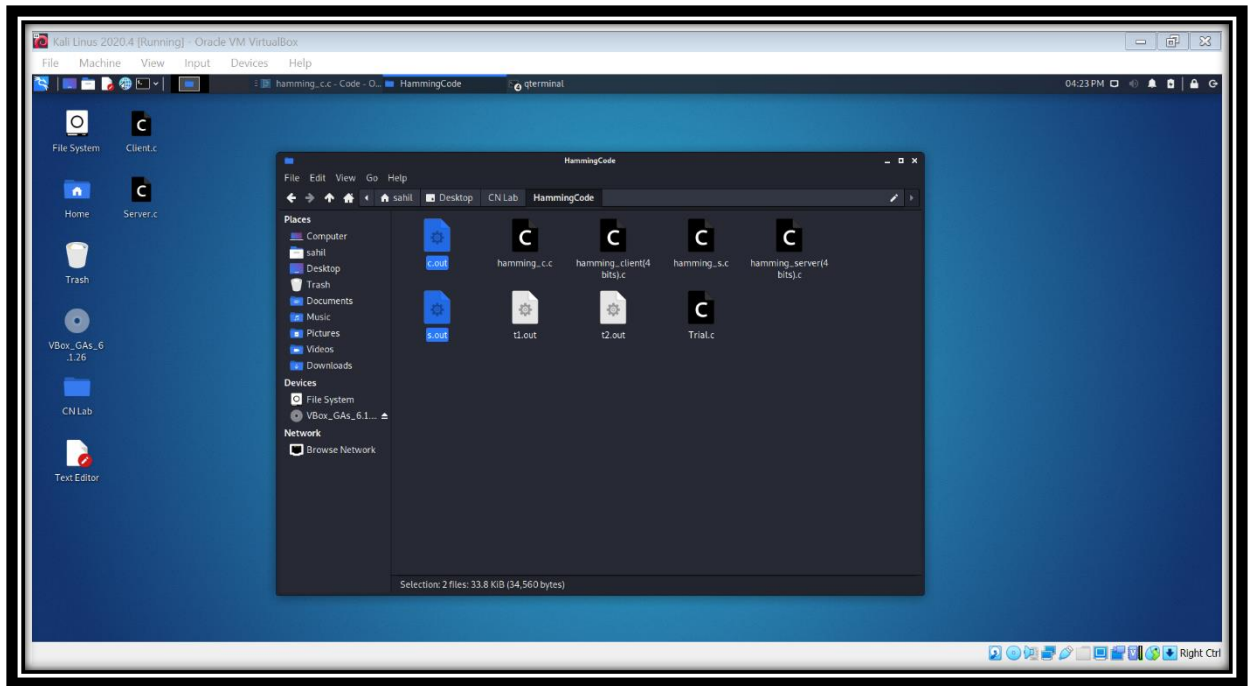 Kali Linus 2020.4 [Running] - Oracle VM VirtualBox
File Machine View Input Devices Help
hamming_c.c - Code - O... HammingCode qterminal 04:23 PM
File System
Client.c
Home
Server.c
Trash
VBox_GAs_6
.1.26
CN Lab
Text Editor
HammingCode
File Edit View Go Help
sahil Desktop CN Lab HammingCode
Places
Computer
sahil
Desktop
Trash
Documents
Music
Pictures
Videos
Downloads
Devices
File System
VBox_GAs_6.1...
Network
Browse Network
c.out
hamming_c.c
hamming_client(4
bits).c
hamming_s.c
hamming_server(4
bits).c
s.out
t1.out
t2.out
Trial.c
Selection: 2 files: 33.8 KiB (34,560 bytes)
Right Ctrl